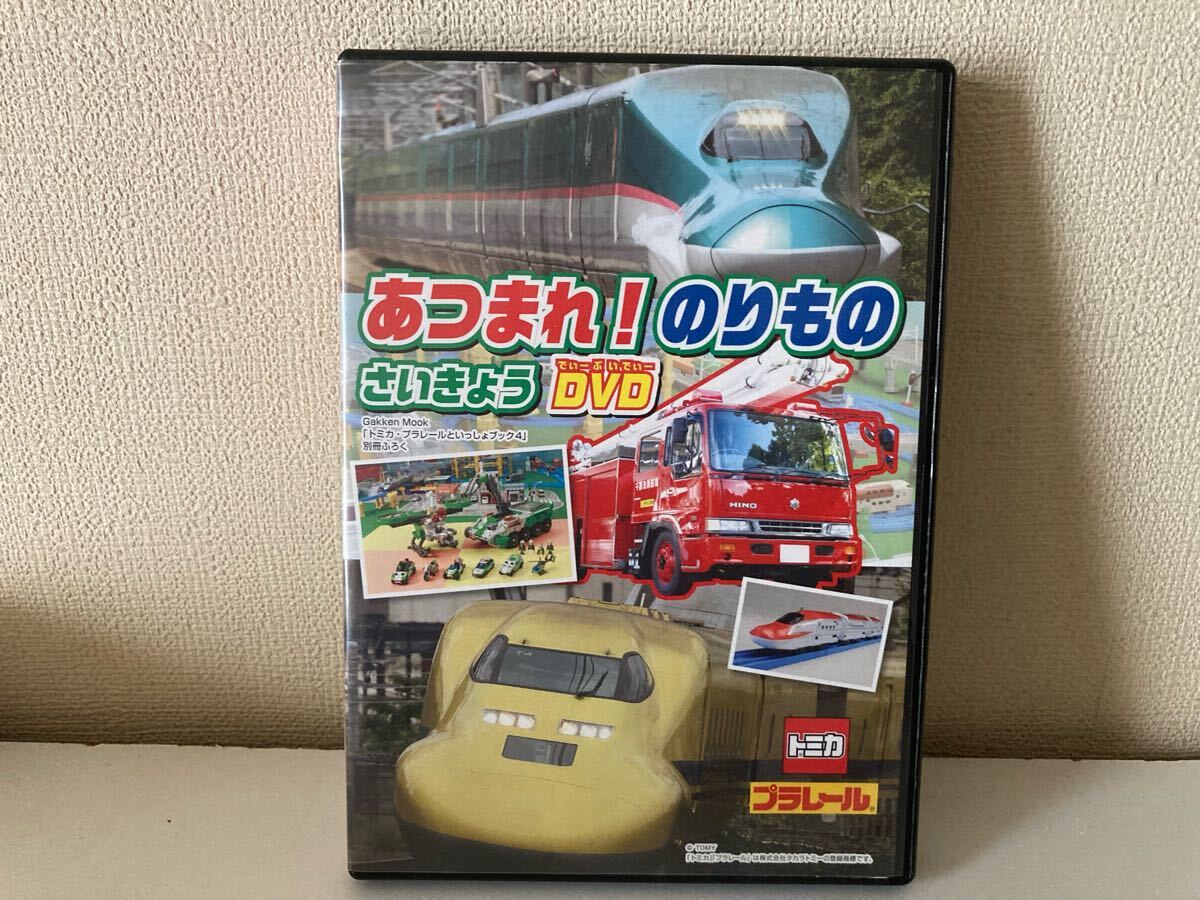 あつまれ！のりもの
でぃーぶいでぃー
さいきょう DVD
Gakken Mook
「トミカ・プラレールといっしょブック4」
別冊ふろく
HINO
トミカ
プラレール®
© TOMY
「トミカ」「プラレール」は株式会社タカラトミーの登録商標です。